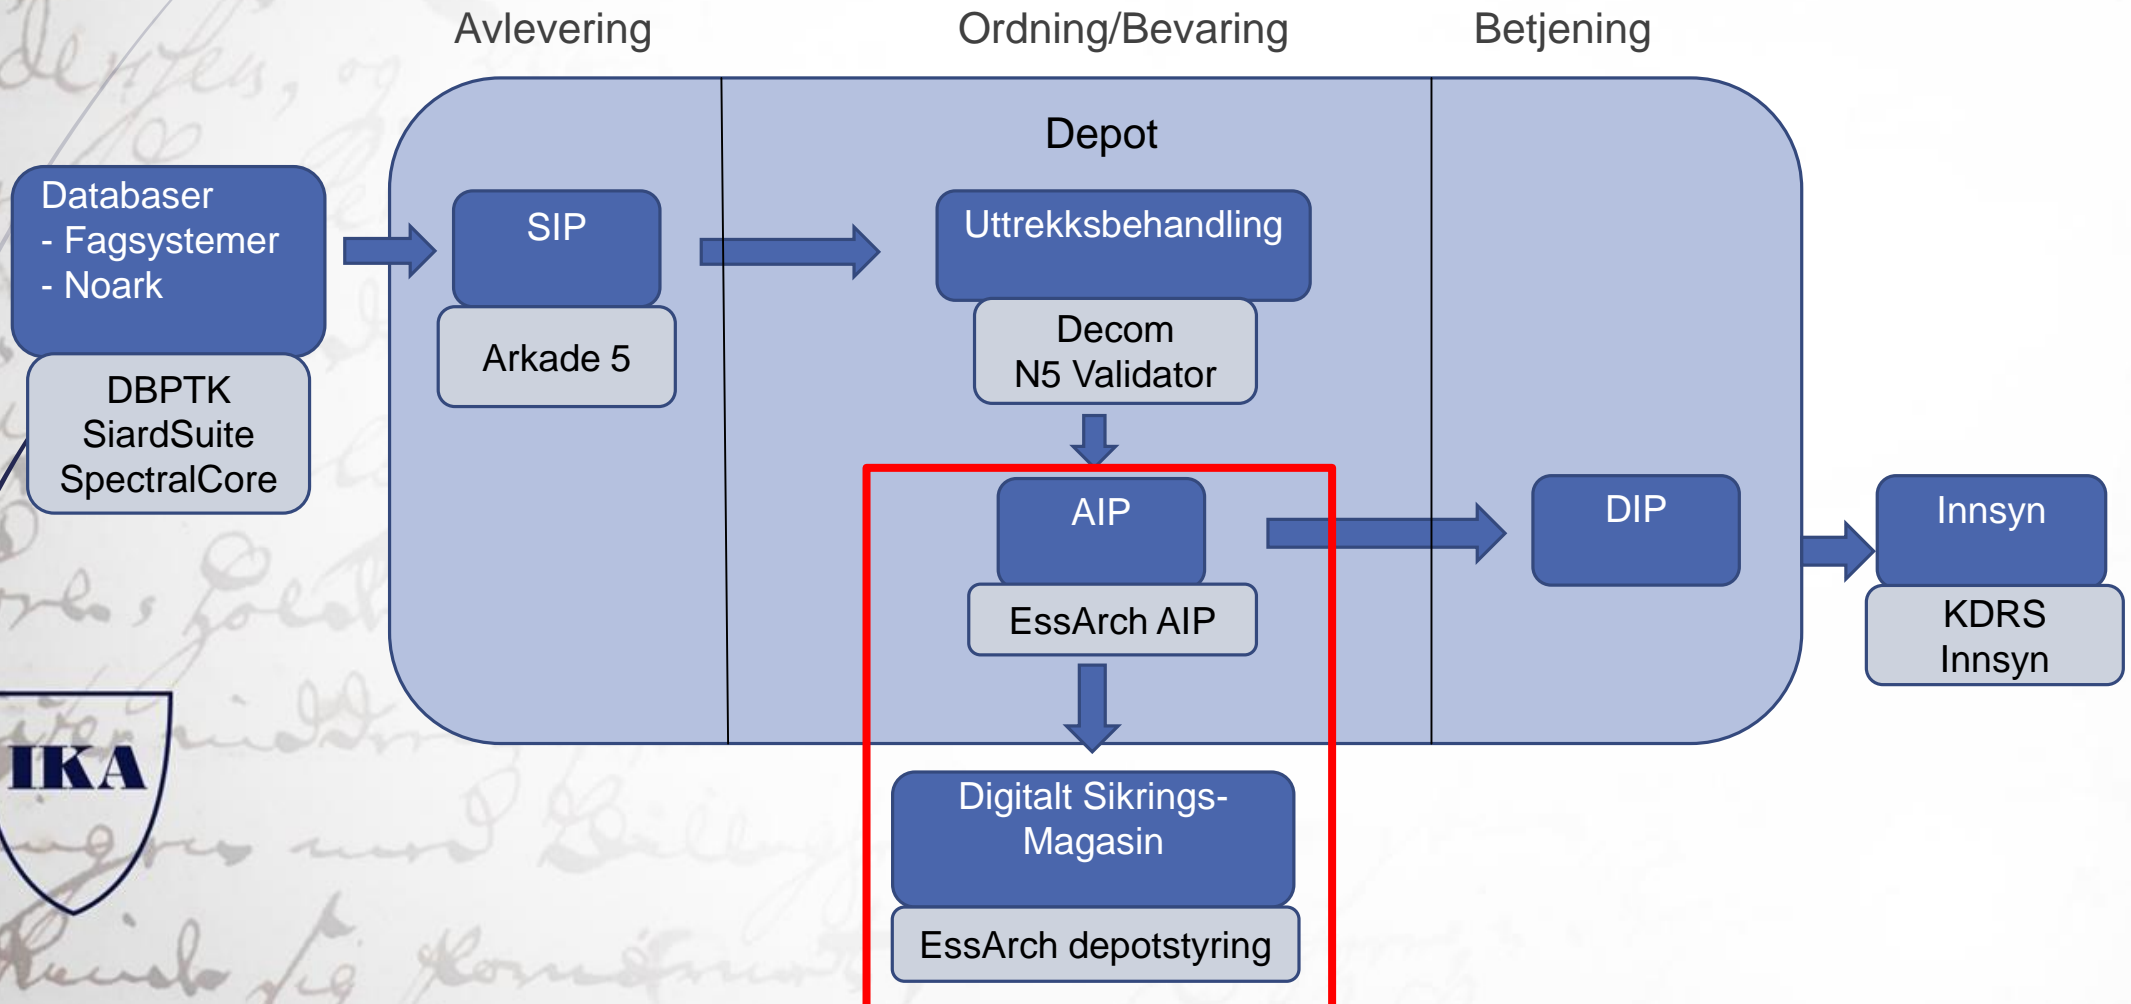 Avlevering
Ordning/Bevaring
Betjening
Depot
Databaser
- Fagsystemer
- Noark
DBPTK
SiardSuite
SpectralCore
SIP
Arkade 5
Uttrekksbehandling
Decom
N5 Validator
AIP
EssArch AIP
DIP
Innsyn
KDRS
Innsyn
Digitalt Sikrings-
Magasin
EssArch depotstyring
IKA